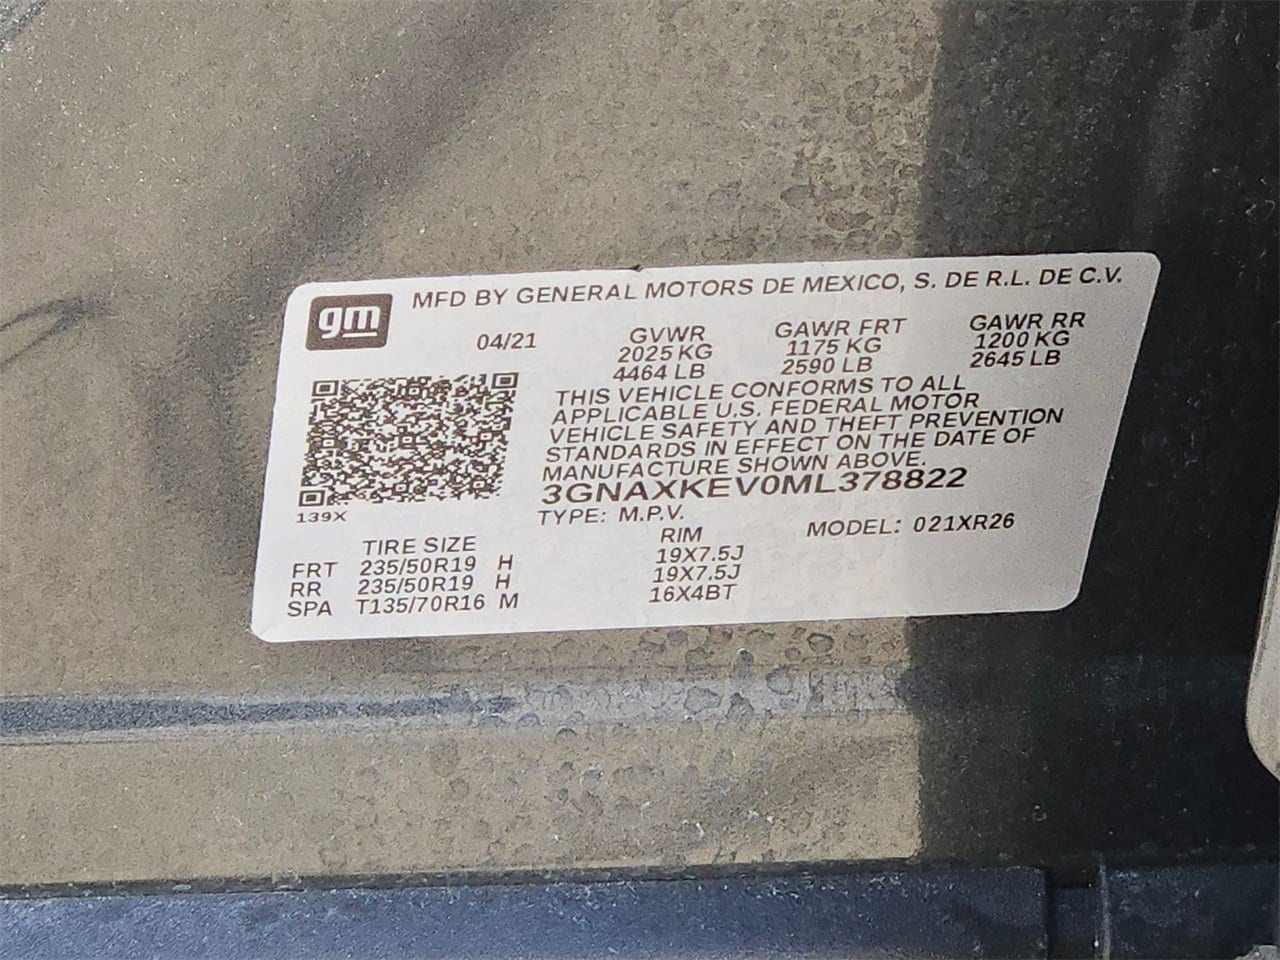 gm MFD BY GENERAL MOTORS DE MEXICO, S. DE R.L. DE C.V.
04/21 GVWR GAWR FRT GAWR RR
2025 KG 1175 KG 1200 KG
4464 LB 2590 LB 2645 LB
THIS VEHICLE CONFORMS TO ALL
APPLICABLE U.S. FEDERAL MOTOR
VEHICLE SAFETY AND THEFT PREVENTION
STANDARDS IN EFFECT ON THE DATE OF
MANUFACTURE SHOWN ABOVE.
3GNAXKEV0ML378822
139X TYPE: M.P.V. MODEL: 021XR26
TIRE SIZE RIM
FRT 235/50R19 H 19X7.5J
RR 235/50R19 H 19X7.5J
SPA T135/70R16 M 16X4BT